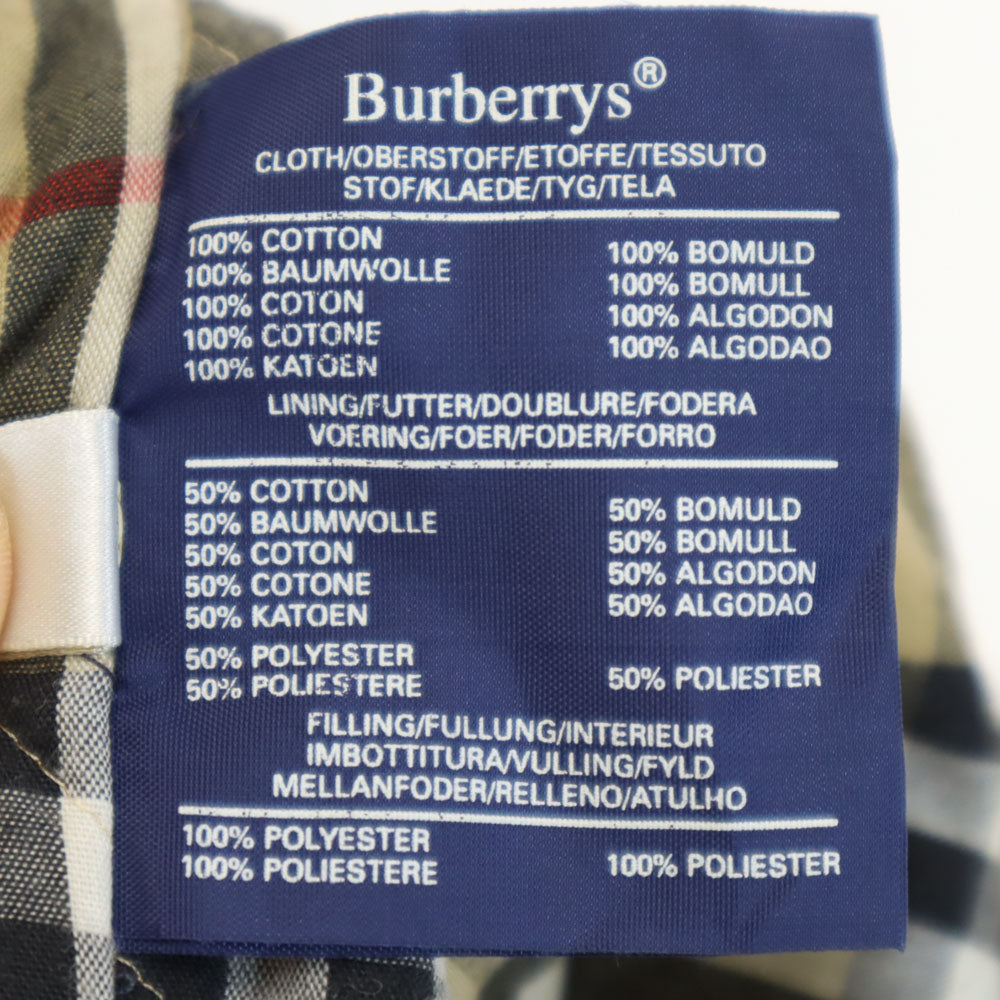 Burberrys®
CLOTH/OBERSTOFF/ETOFFE/TESSUTO
STOF/KLAEDE/TYG/TELA
100% COTTON
100% BAUMWOLLE
100% COTON
100% COTONE
100% KATOEN
100% BOMULD
100% BOMULL
100% ALGODON
100% ALGODAO
LINING/FUTTER/DOUBLURE/FODERA
VOERING/FOER/FODER/FORRO
50% COTTON
50% BAUMWOLLE
50% COTON
50% COTONE
50% KATOEN
50% BOMULD
50% BOMULL
50% ALGODON
50% ALGODAO
50% POLYESTER
50% POLIESTERE
50% POLIESTER
FILLING/FULLUNG/INTERIEUR
IMBOTTITURA/VULLING/FYLD
MELLANFODER/RELLENO/ATULHO
100% POLYESTER
100% POLIESTERE
100% POLIESTER